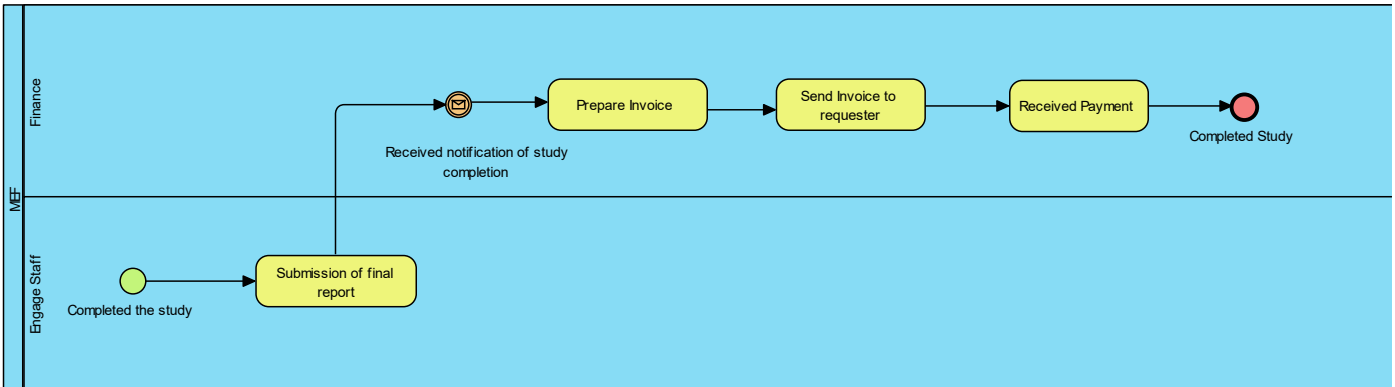 MEF
Finance
Received notification of study
completion
Prepare Invoice
Send Invoice to
requester
Received Payment
Completed Study
Engage Staff
Completed the study
Submission of final
report